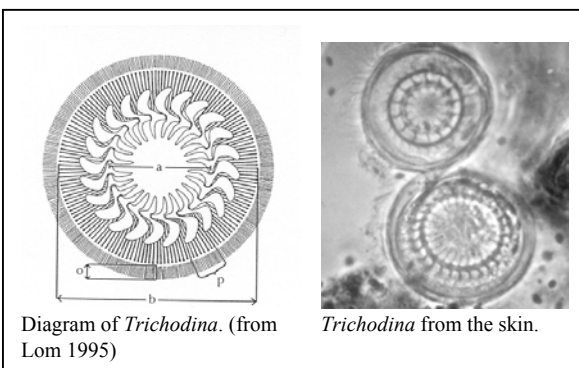 a
o
p
b
Diagram of Trichodina. (from
Lom 1995)
Trichodina from the skin.